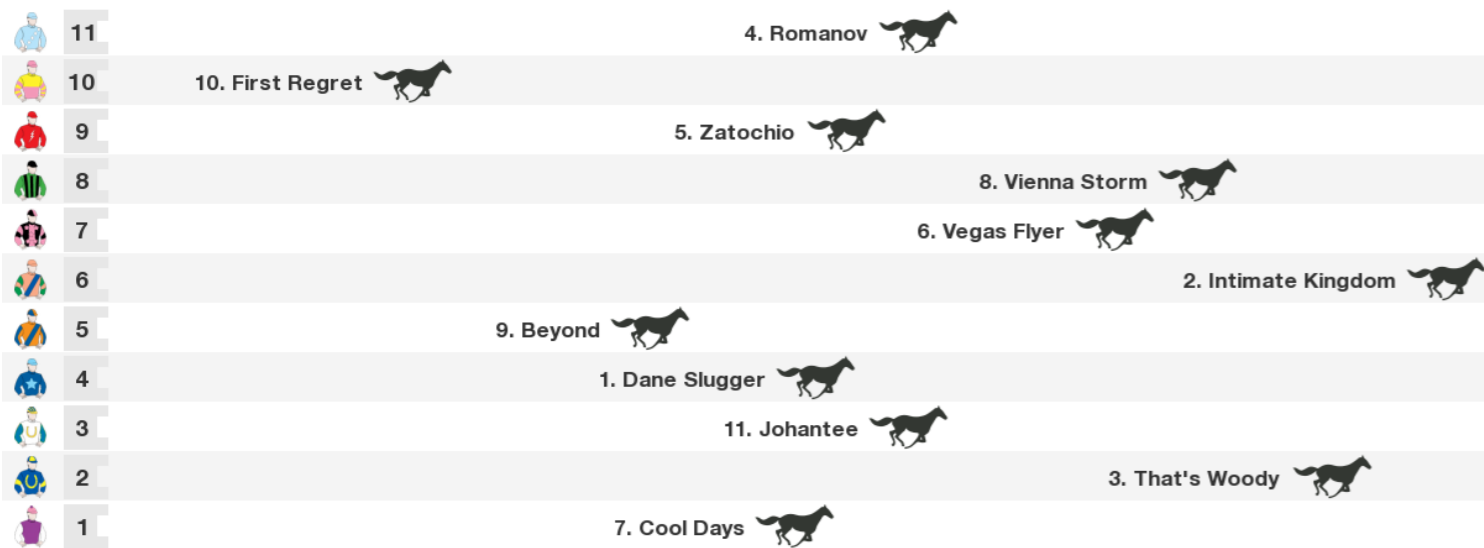 11 4. Romanov
10 10. First Regret
9 5. Zatochio
8 8. Vienna Storm
7 6. Vegas Flyer
6 2. Intimate Kingdom
5 9. Beyond
4 1. Dane Slugger
3 11. Johantee
2 3. That's Woody
1 7. Cool Days